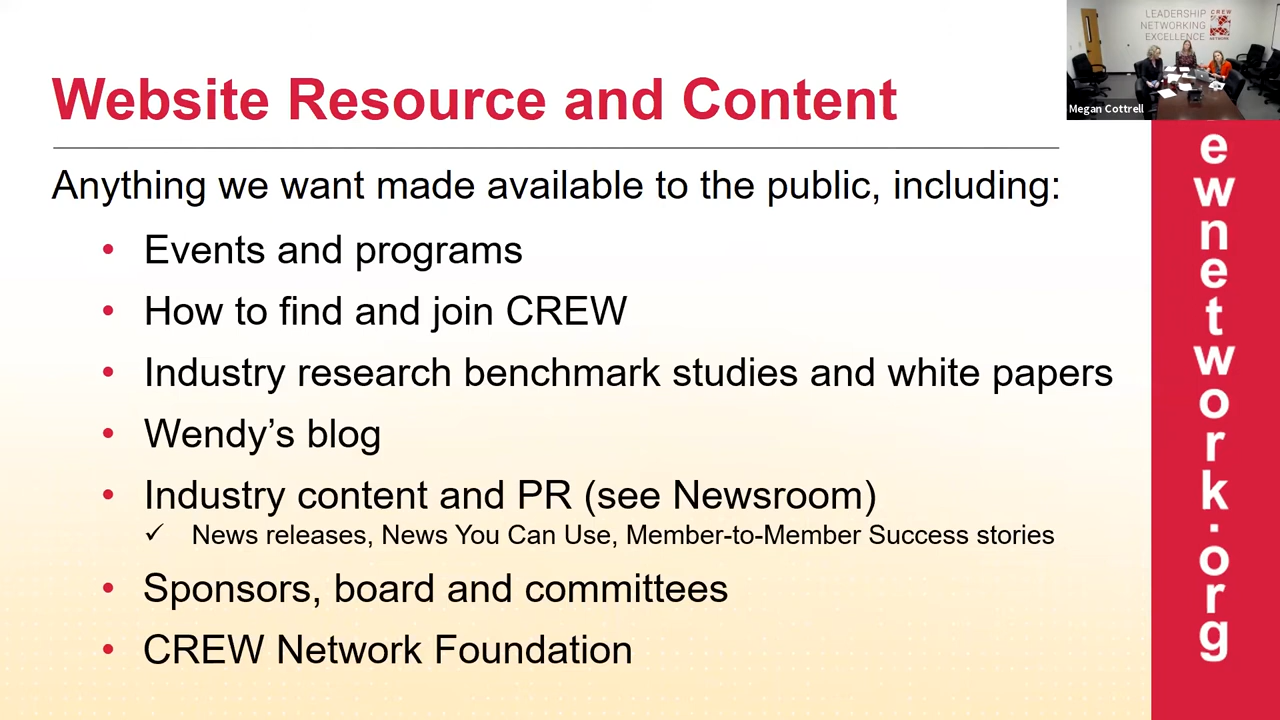 Website Resource and Content
Anything we want made available to the public, including:
• Events and programs
• How to find and join CREW
• Industry research benchmark studies and white papers
• Wendy’s blog
• Industry content and PR (see Newsroom)
✓ News releases, News You Can Use, Member-to-Member Success stories
• Sponsors, board and committees
• CREW Network Foundation
LEADERSHIP
NETWORKING
EXCELLENCE
CREW
NETWORK
Megan Cottrell
ewnetwork.org